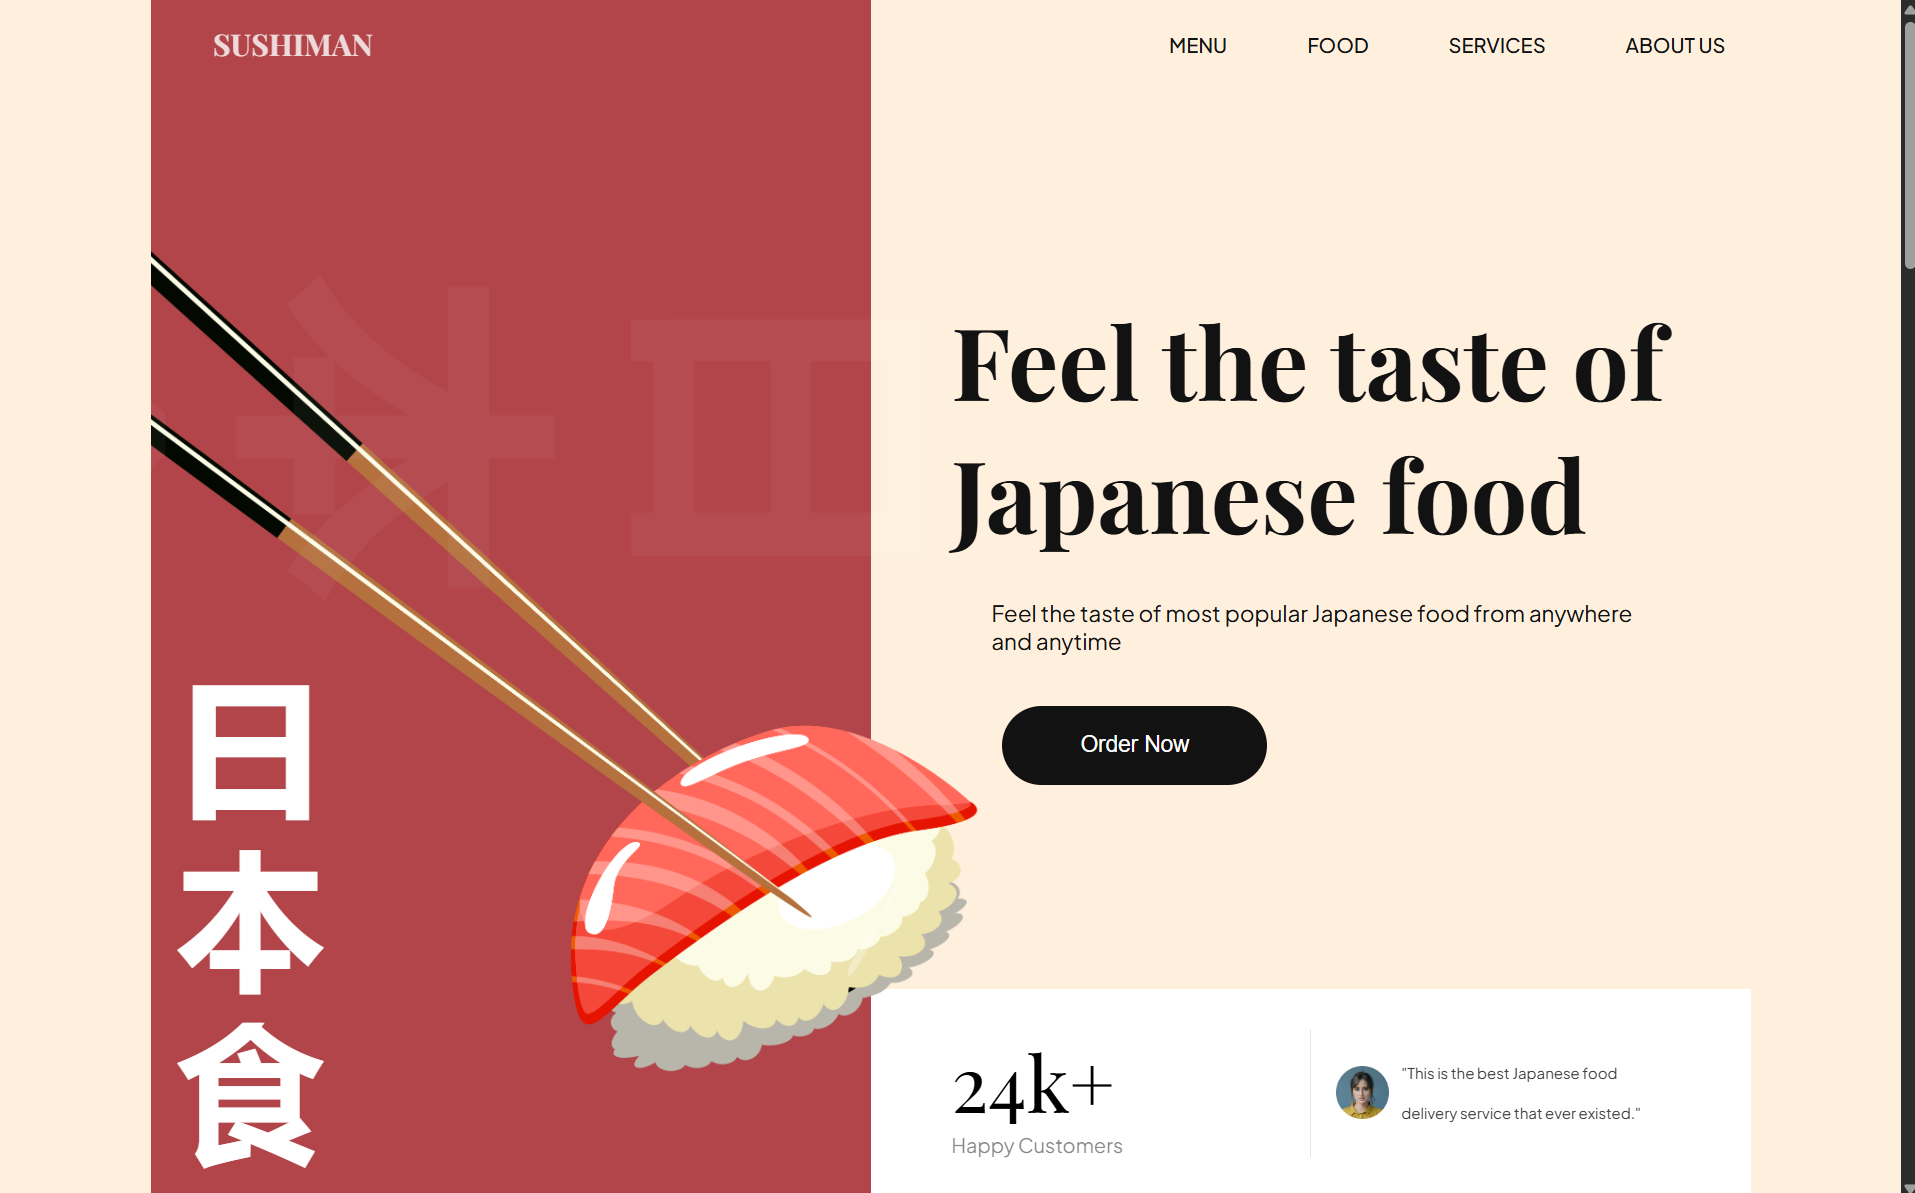 SUSHIMAN
MENU
FOOD
SERVICES
ABOUT US
Feel the taste of
Japanese food
Feel the taste of most popular Japanese food from anywhere
and anytime
Order Now
日
本
食
24k+
Happy Customers
"This is the best Japanese food
delivery service that ever existed."